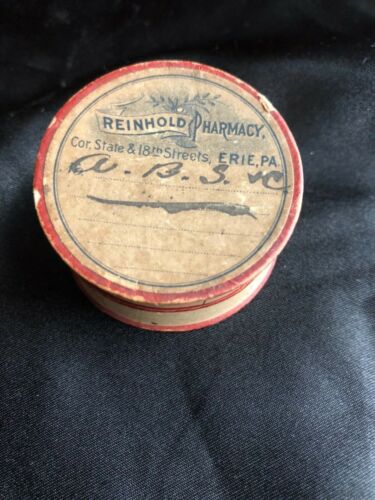 REINHOLD PHARMACY,
Cor. State & 18th Streets, ERIE, PA.
A. B. S. & C